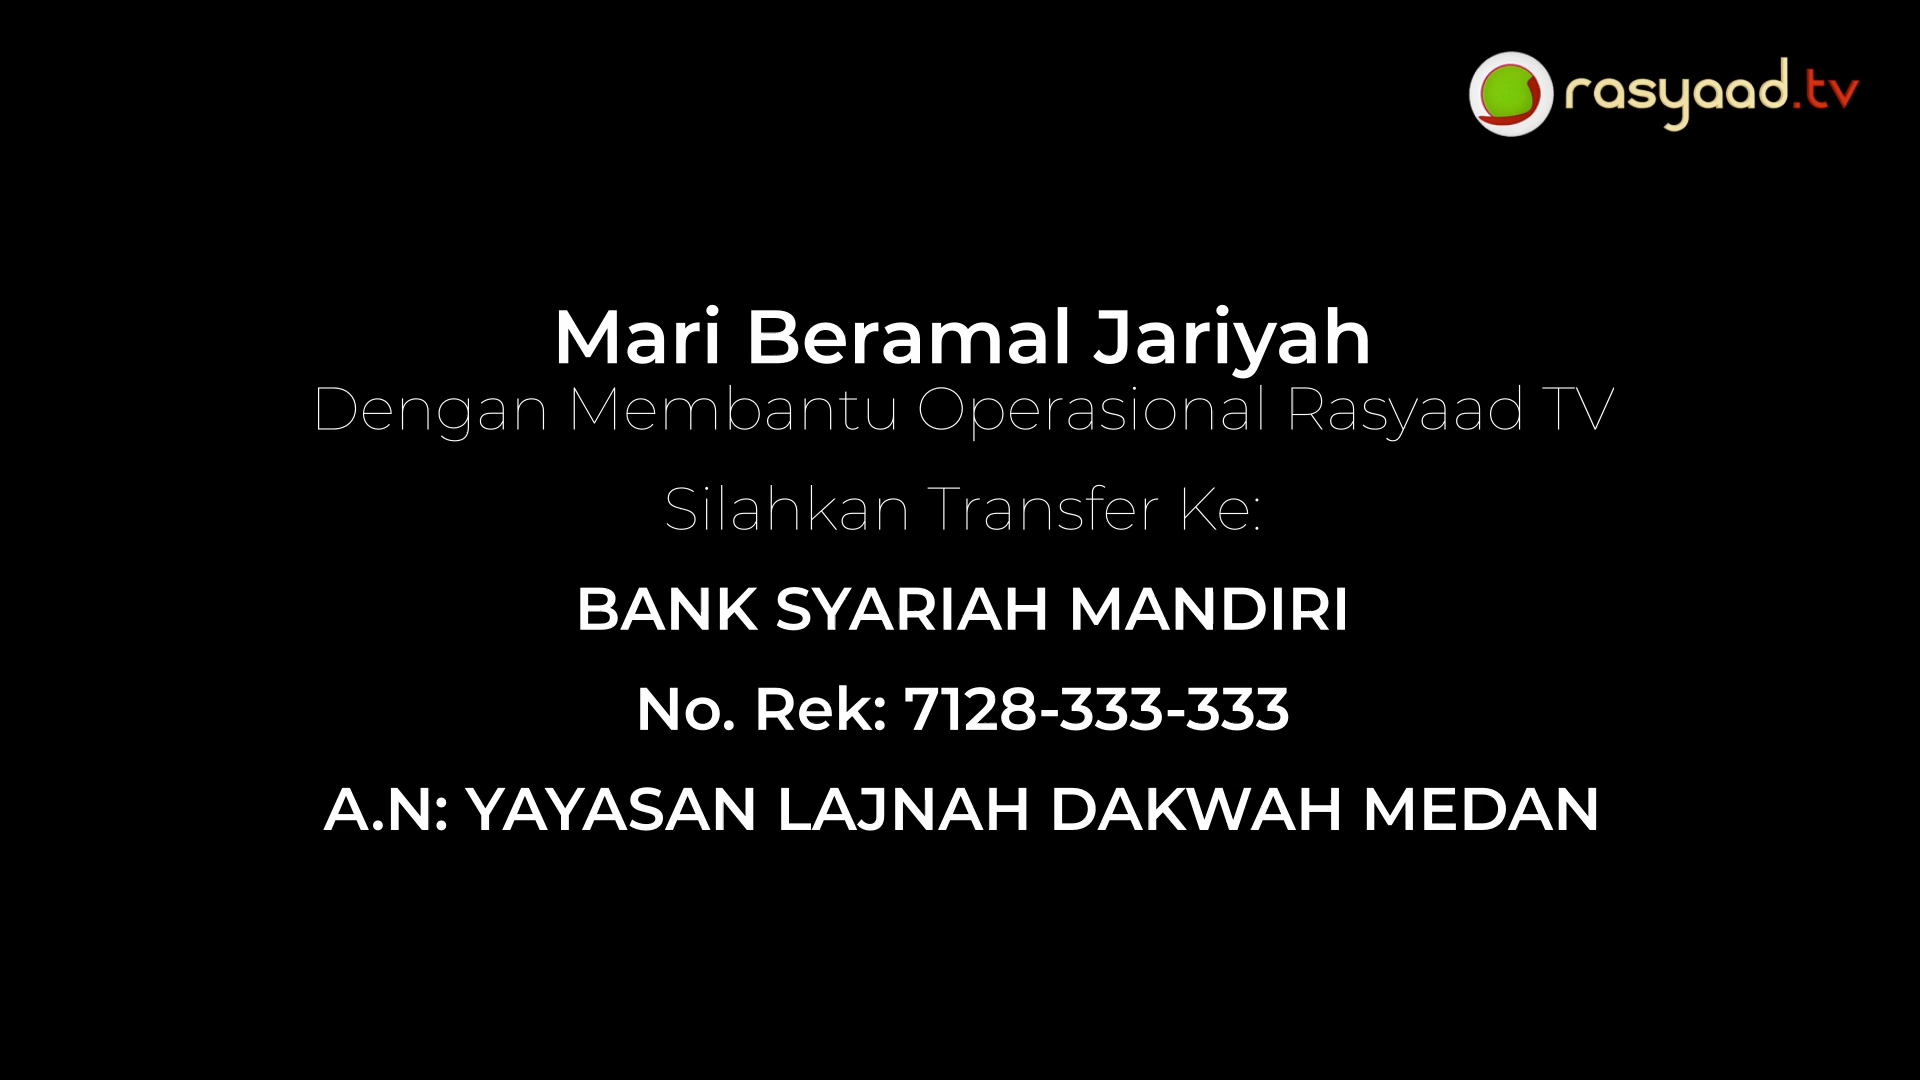 rasyaad.tv
Mari Beramal Jariyah
Dengan Membantu Operasional Rasyaad TV
Silahkan Transfer Ke:
BANK SYARIAH MANDIRI
No. Rek: 7128-333-333
A.N: YAYASAN LAJNAH DAKWAH MEDAN